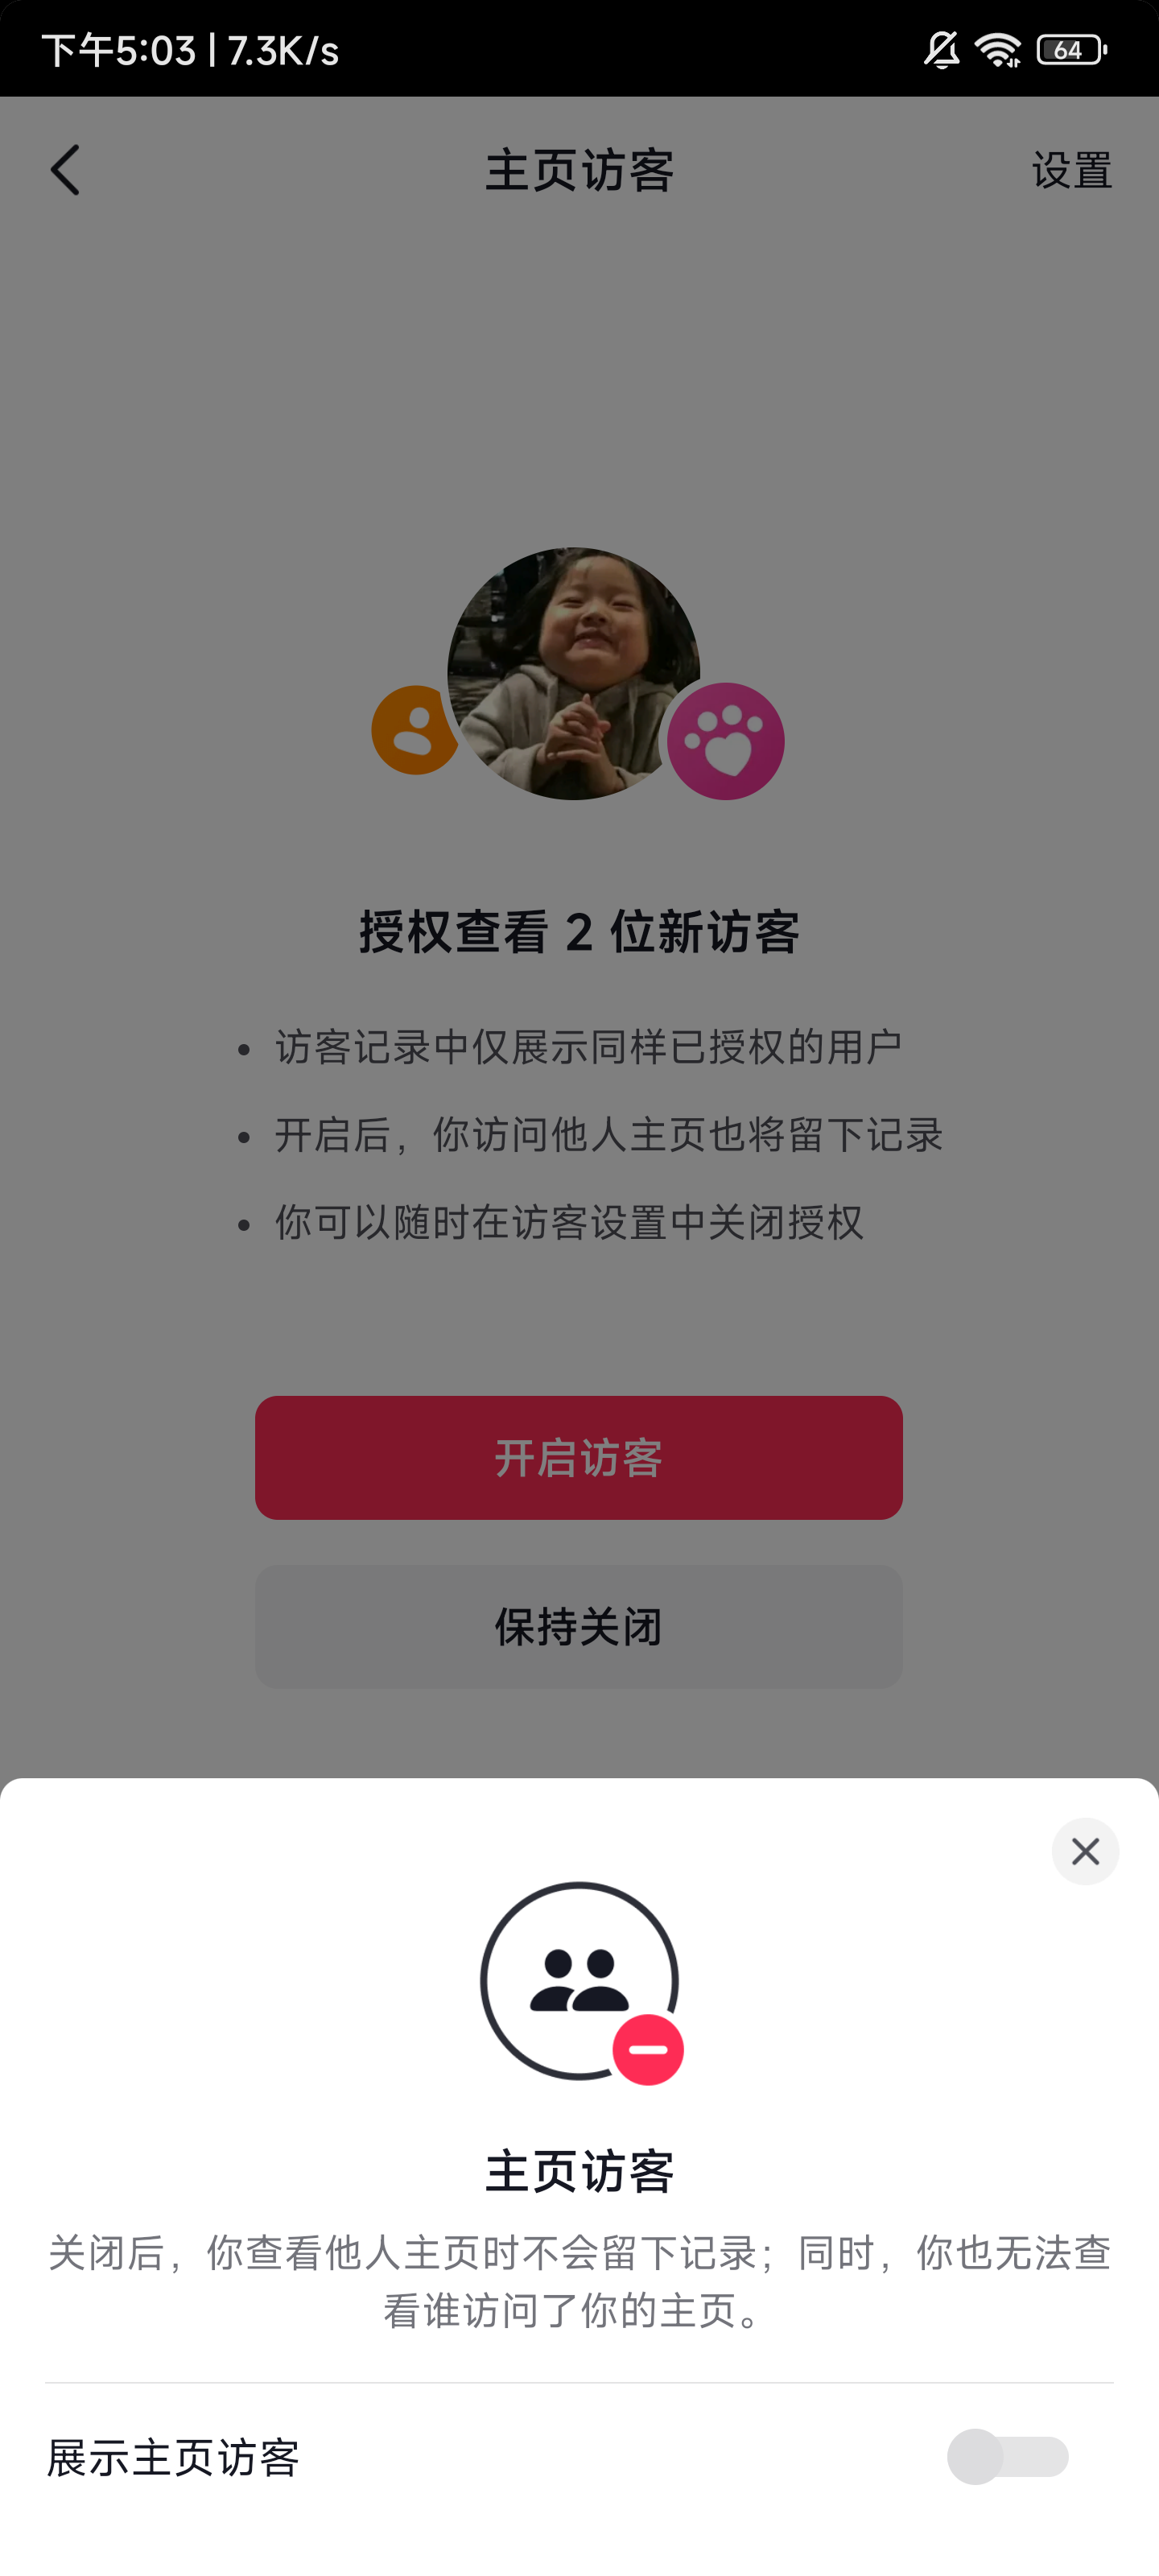 下午5:03 | 7.3K/s
64
主页访客
设置
授权查看 2 位新访客
• 访客记录中仅展示同样已授权的用户
• 开启后，你访问他人主页也将留下记录
• 你可以随时在访客设置中关闭授权
开启访客
保持关闭
主页访客
关闭后，你查看他人主页时不会留下记录；同时，你也无法查
看谁访问了你的主页。
展示主页访客